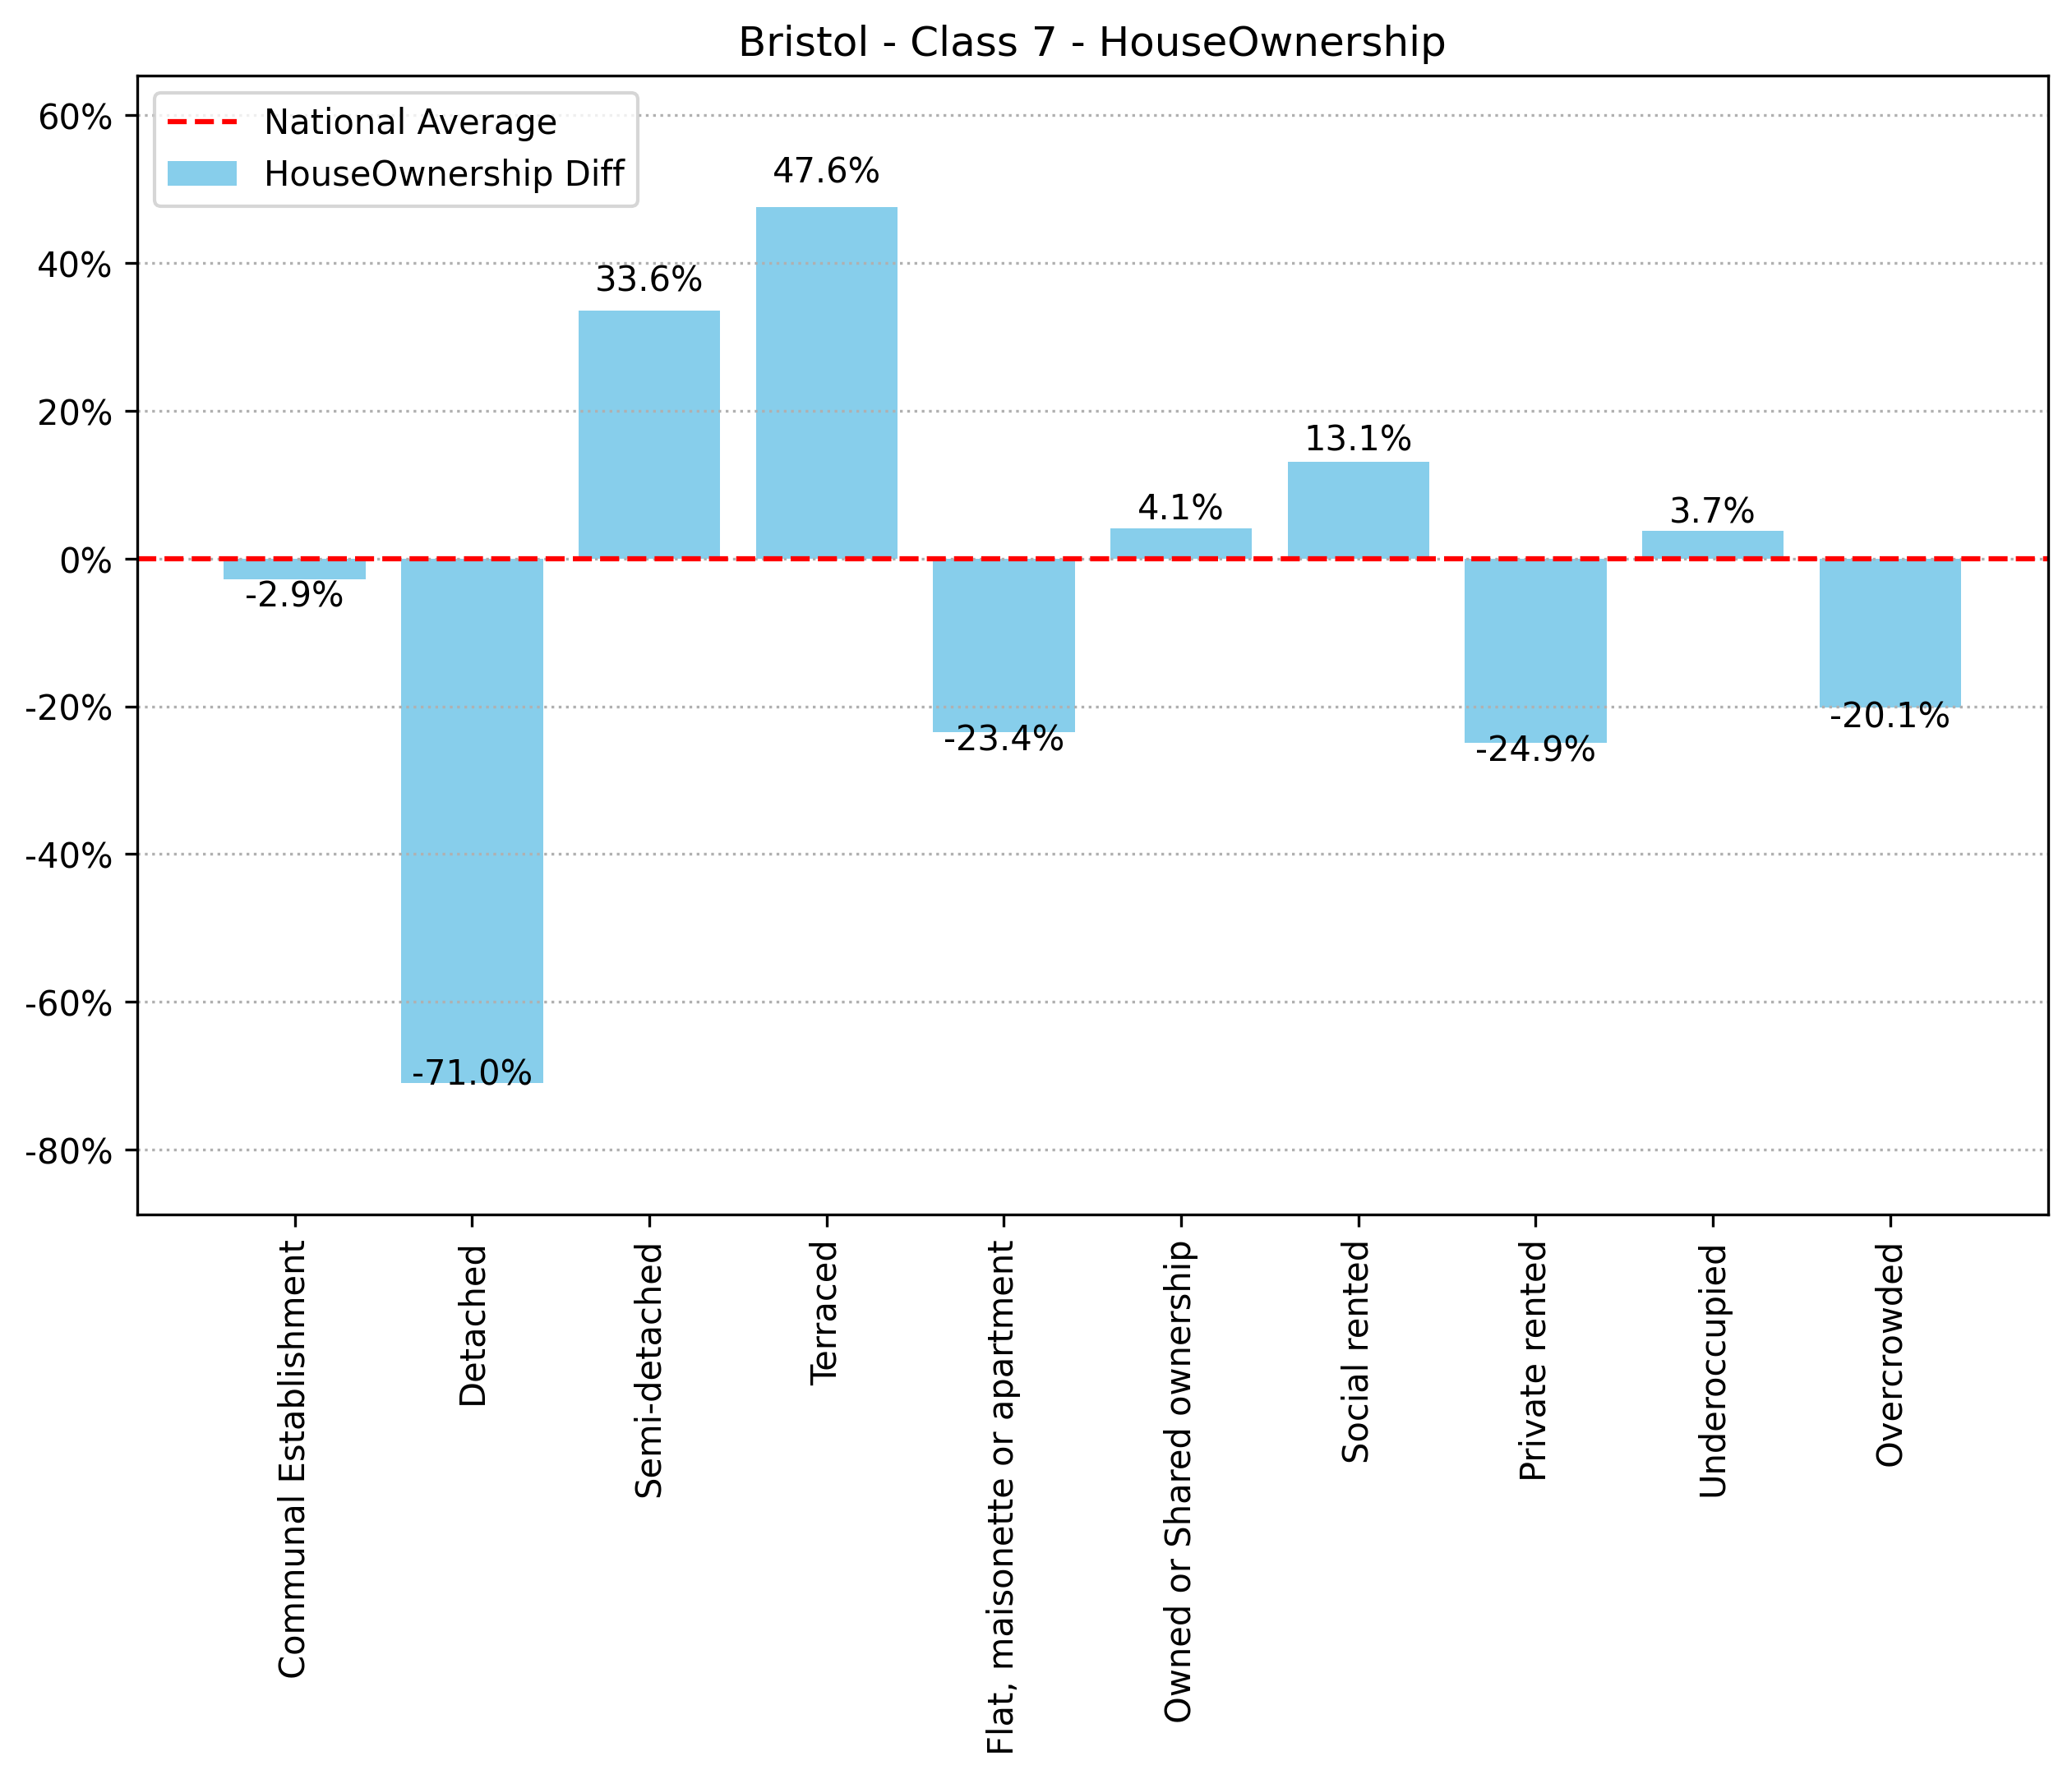 Bristol - Class 7 - HouseOwnership
National Average
HouseOwnership Diff
60%
40%
20%
0%
-20%
-40%
-60%
-80%
-2.9%
-71.0%
33.6%
47.6%
-23.4%
4.1%
13.1%
-24.9%
3.7%
-20.1%
Communal Establishment
Detached
Semi-detached
Terraced
Flat, maisonette or apartment
Owned or Shared ownership
Social rented
Private rented
Underoccupied
Overcrowded